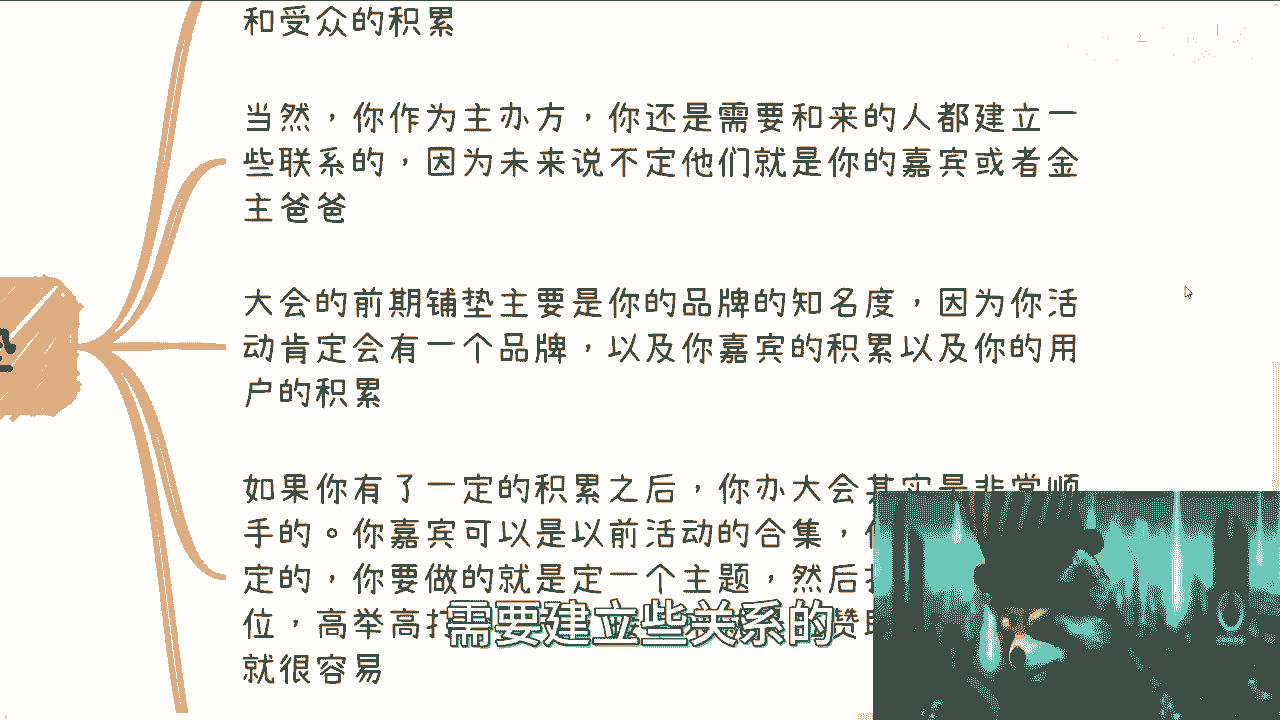 和受众的积累
当然，你作为主办方，你还是需要和来的人都建立一
些联系的，因为未来说不定他们就是你的嘉宾或者金
主爸爸
大会的前期铺垫主要是你的品牌的知名度，因为你活
动肯定会有一个品牌，以及你嘉宾的积累以及你的用
户的积累
如果你有了一定的积累之后，你办大会其实是非常顺
手的。你嘉宾可以是以前活动的合集，
定的，你要做的就是定一个主题，然后
位，高举高打
需要建立些关系的
就很容易